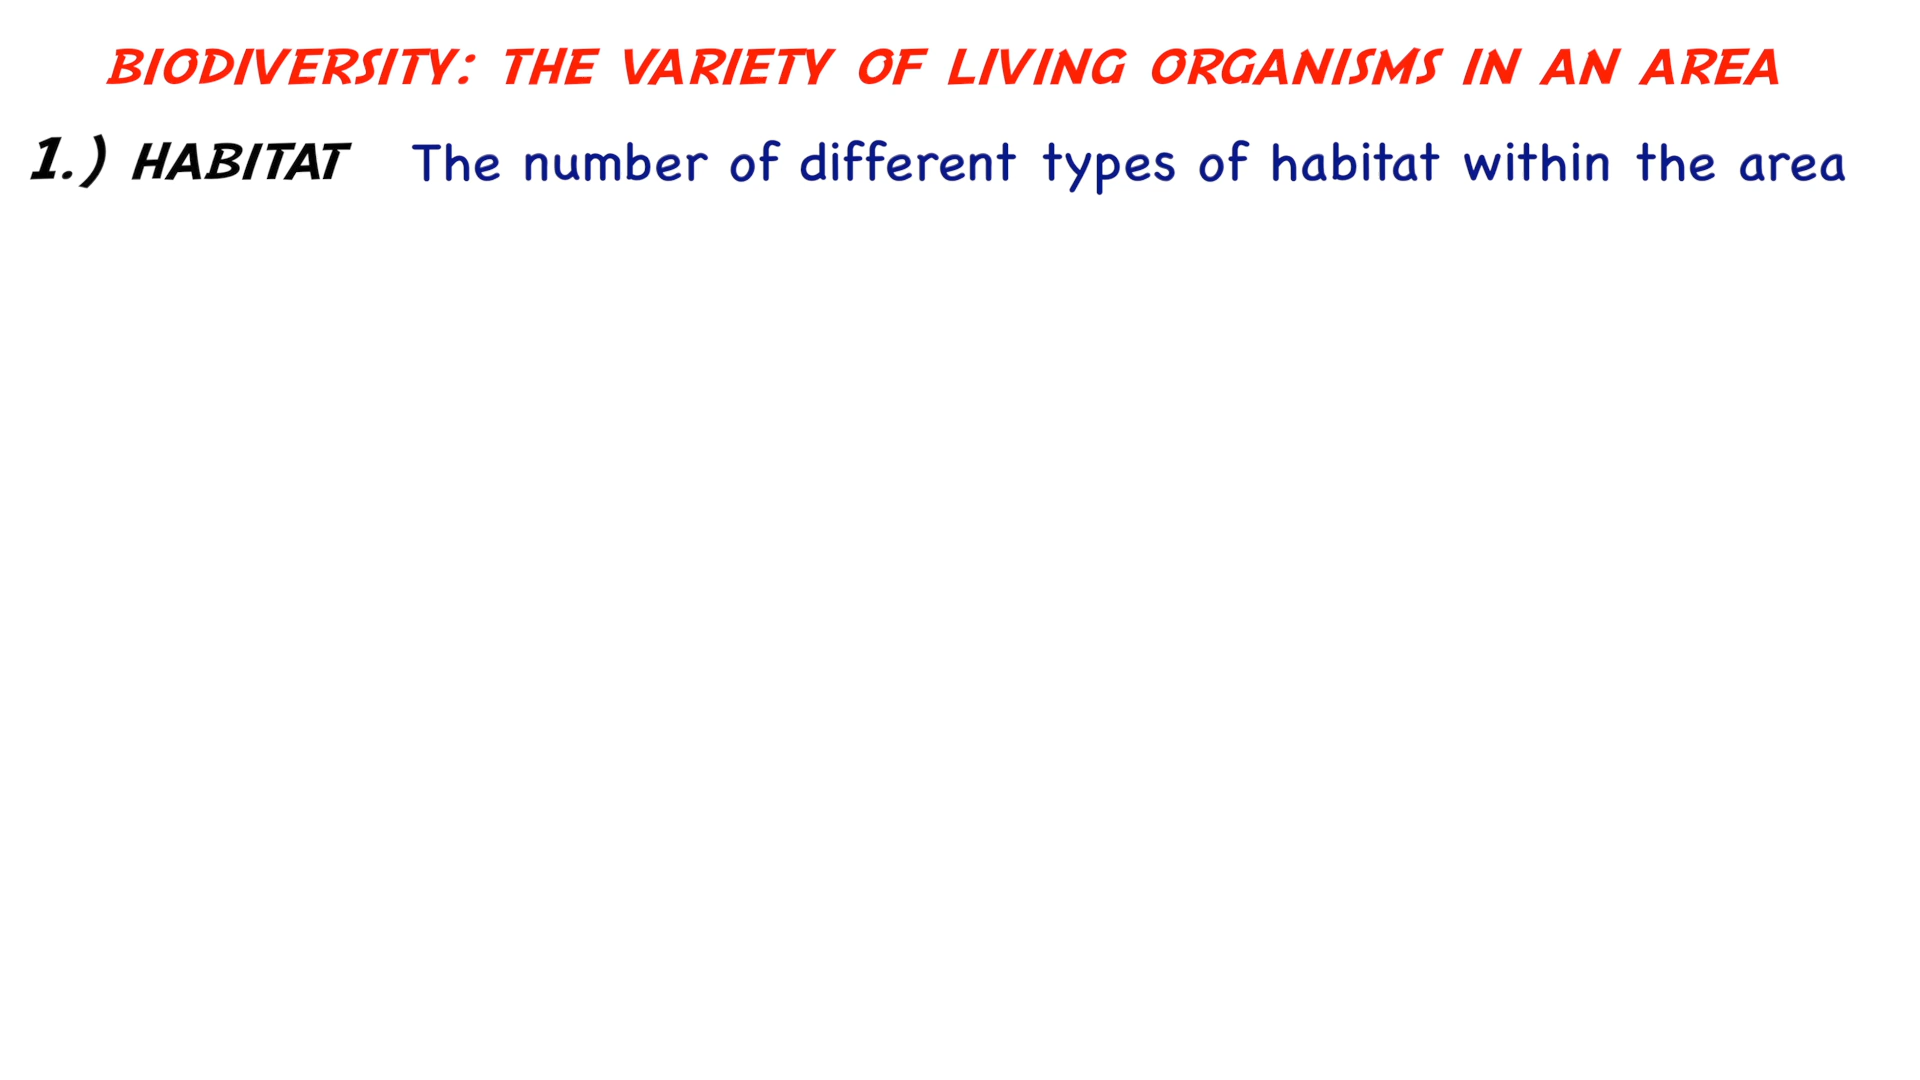 BIODIVERSITY: THE VARIETY OF LIVING ORGANISMS IN AN AREA
1.) HABITAT The number of different types of habitat within the area